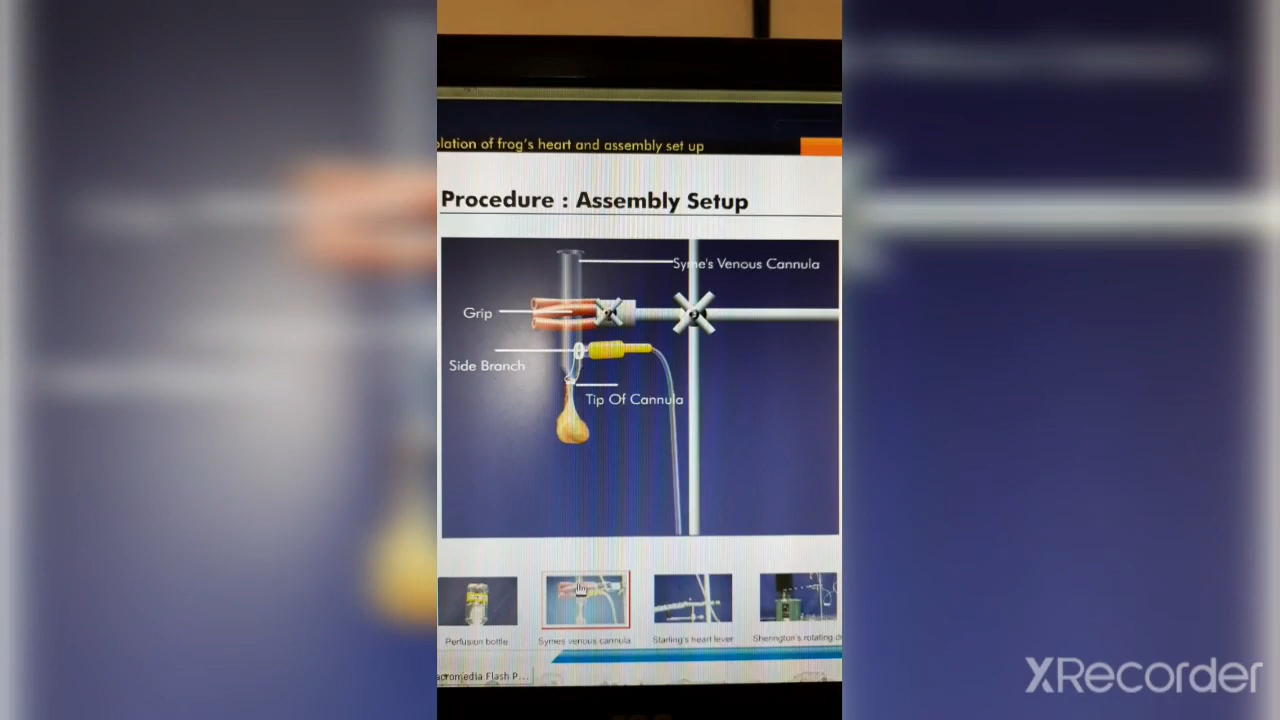 olation of frog's heart and assembly set up
Procedure : Assembly Setup
Syme's Venous Cannula
Grip
Side Branch
Tip Of Cannula
Perfusion bottle
Symes venous cannula
Starling's heart lever
Sherrington's rotating dr
acromedia Flash P...
XRecorder